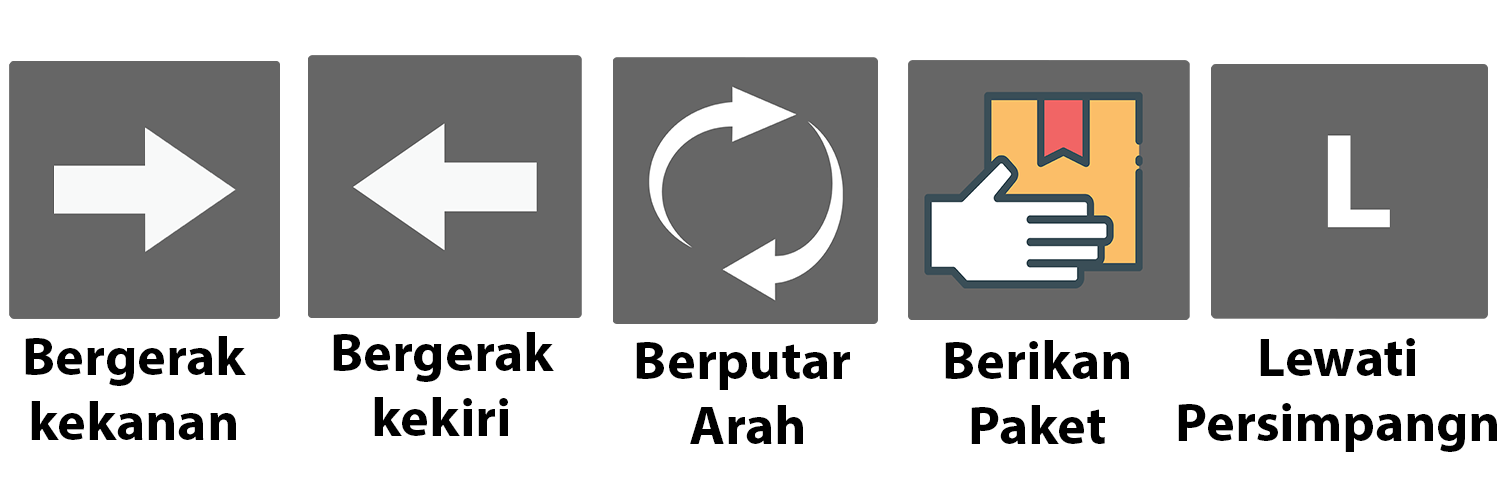 L
Bergerak
kekanan
Bergerak
kekiri
Berputar
Arah
Berikan
Paket
Lewati
Persimpangn